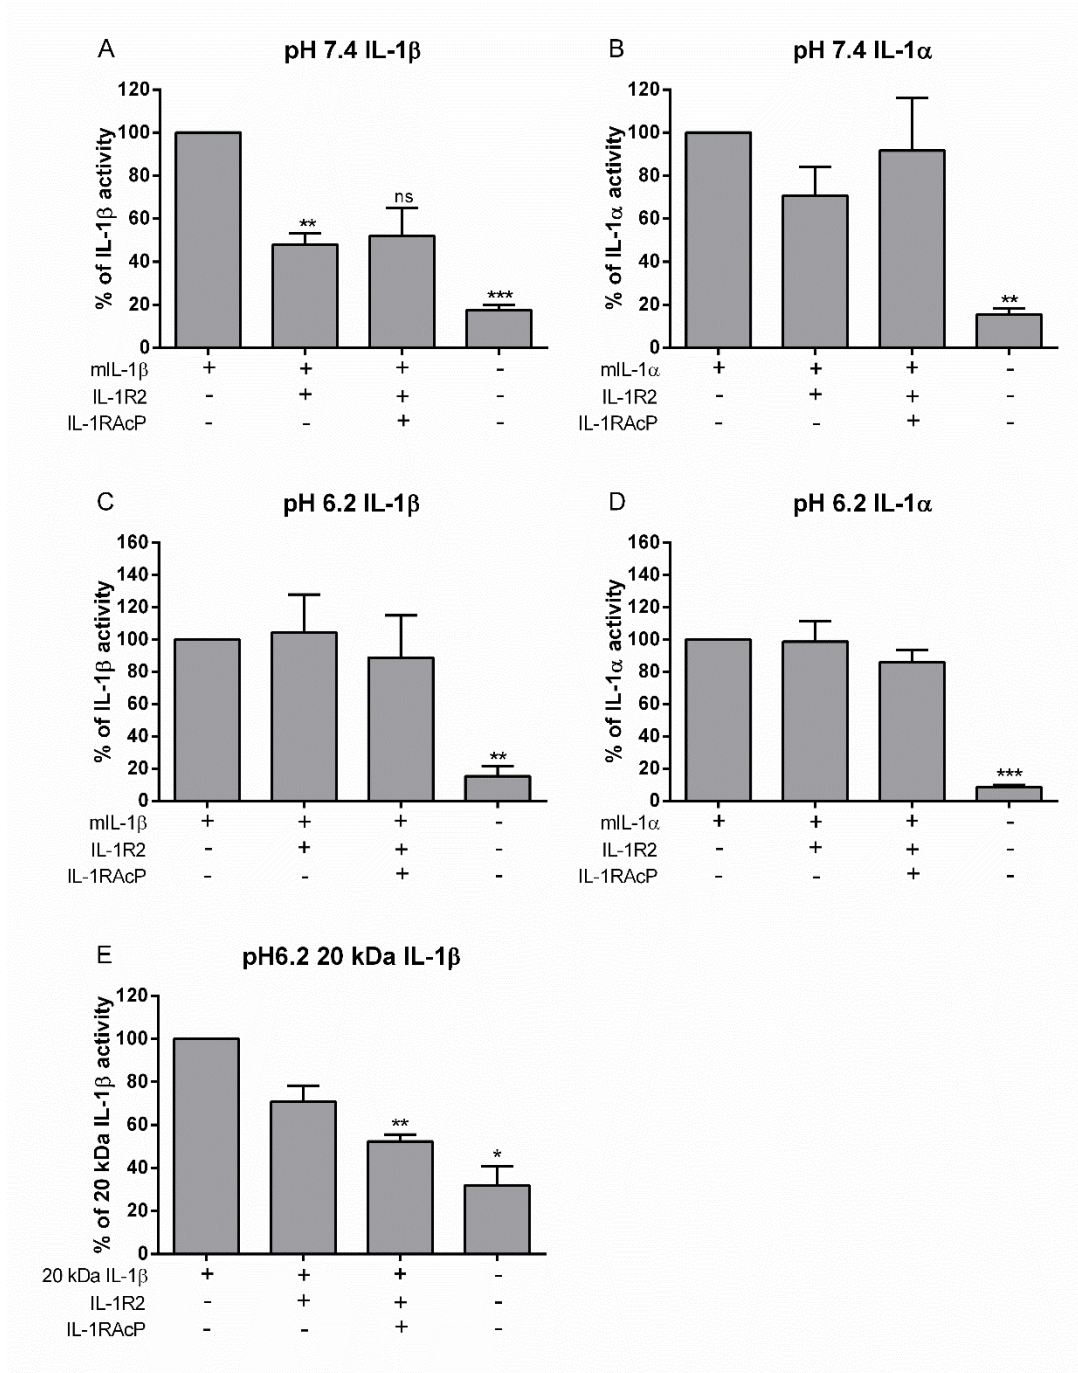 A
pH 7.4 IL-1β
% of IL-1β activity
120
100
80
60
40
20
0
**
ns
***
mIL-1β + + + -
IL-1R2 - + + -
IL-1RAcP - - + -
B
pH 7.4 IL-1α
% of IL-1α activity
120
100
80
60
40
20
0
**
mIL-1α + + + -
IL-1R2 - + + -
IL-1RAcP - - + -
C
pH 6.2 IL-1β
% of IL-1β activity
160
140
120
100
80
60
40
20
0
**
mIL-1β + + + -
IL-1R2 - + + -
IL-1RAcP - - + -
D
pH 6.2 IL-1α
% of IL-1α activity
160
140
120
100
80
60
40
20
0
***
mIL-1α + + + -
IL-1R2 - + + -
IL-1RAcP - - + -
E
pH6.2 20 kDa IL-1β
% of 20 kDa IL-1β activity
120
100
80
60
40
20
0
**
*
20 kDa IL-1β + + + -
IL-1R2 - + + -
IL-1RAcP - - + -